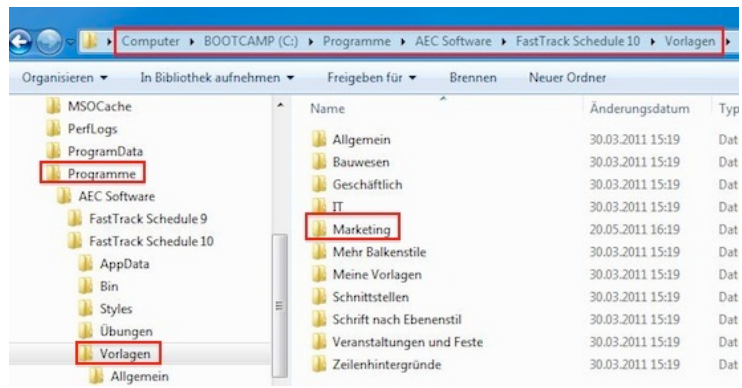 Computer ▸ BOOTCAMP (C:) ▸ Programme ▸ AEC Software ▸ FastTrack Schedule 10 ▸ Vorlagen ▸
Organisieren ▾ In Bibliothek aufnehmen ▾ Freigeben für ▾ Brennen Neuer Ordner
MSOCache
PerfLogs
ProgramData
Programme
AEC Software
FastTrack Schedule 9
FastTrack Schedule 10
AppData
Bin
Styles
Übungen
Vorlagen
Allgemein
Name Änderungsdatum Typ
Allgemein 30.03.2011 15:19 Dat
Bauwesen 30.03.2011 15:19 Dat
Geschäftlich 30.03.2011 15:19 Dat
IT 30.03.2011 15:19 Dat
Marketing 20.05.2011 16:19 Dat
Mehr Balkenstile 30.03.2011 15:19 Dat
Meine Vorlagen 30.03.2011 15:19 Dat
Schnittstellen 30.03.2011 15:19 Dat
Schrift nach Ebenenstil 30.03.2011 15:19 Dat
Veranstaltungen und Feste 30.03.2011 15:19 Dat
Zeilenhintergründe 30.03.2011 15:19 Dat